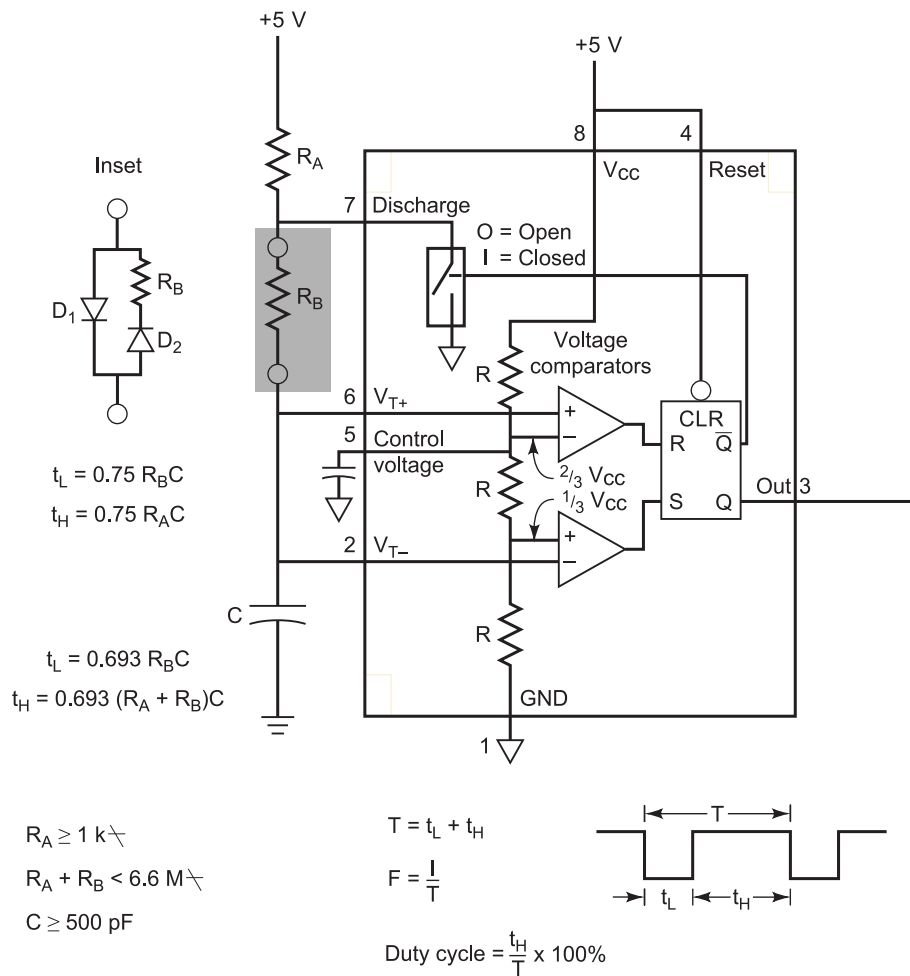 +5 V
+5 V
8
4
Inset
R_A
V_CC
Reset
7
Discharge
O = Open
I = Closed
R_B
R_B
D_1
D_2
R
Voltage
comparators
6
V_T+
+
CLR
5
Control
voltage
−
R
Q̅
2/3 V_CC
t_L = 0.75 R_BC
R
1/3 V_CC
S
Q
Out
3
t_H = 0.75 R_AC
+
2
V_T–
−
C
R
t_L = 0.693 R_BC
t_H = 0.693 (R_A + R_B)C
GND
1
R_A ≥ 1 k
T = t_L + t_H
T
R_A + R_B < 6.6 M
F = I/T
t_L
t_H
C ≥ 500 pF
Duty cycle = t_H/T x 100%